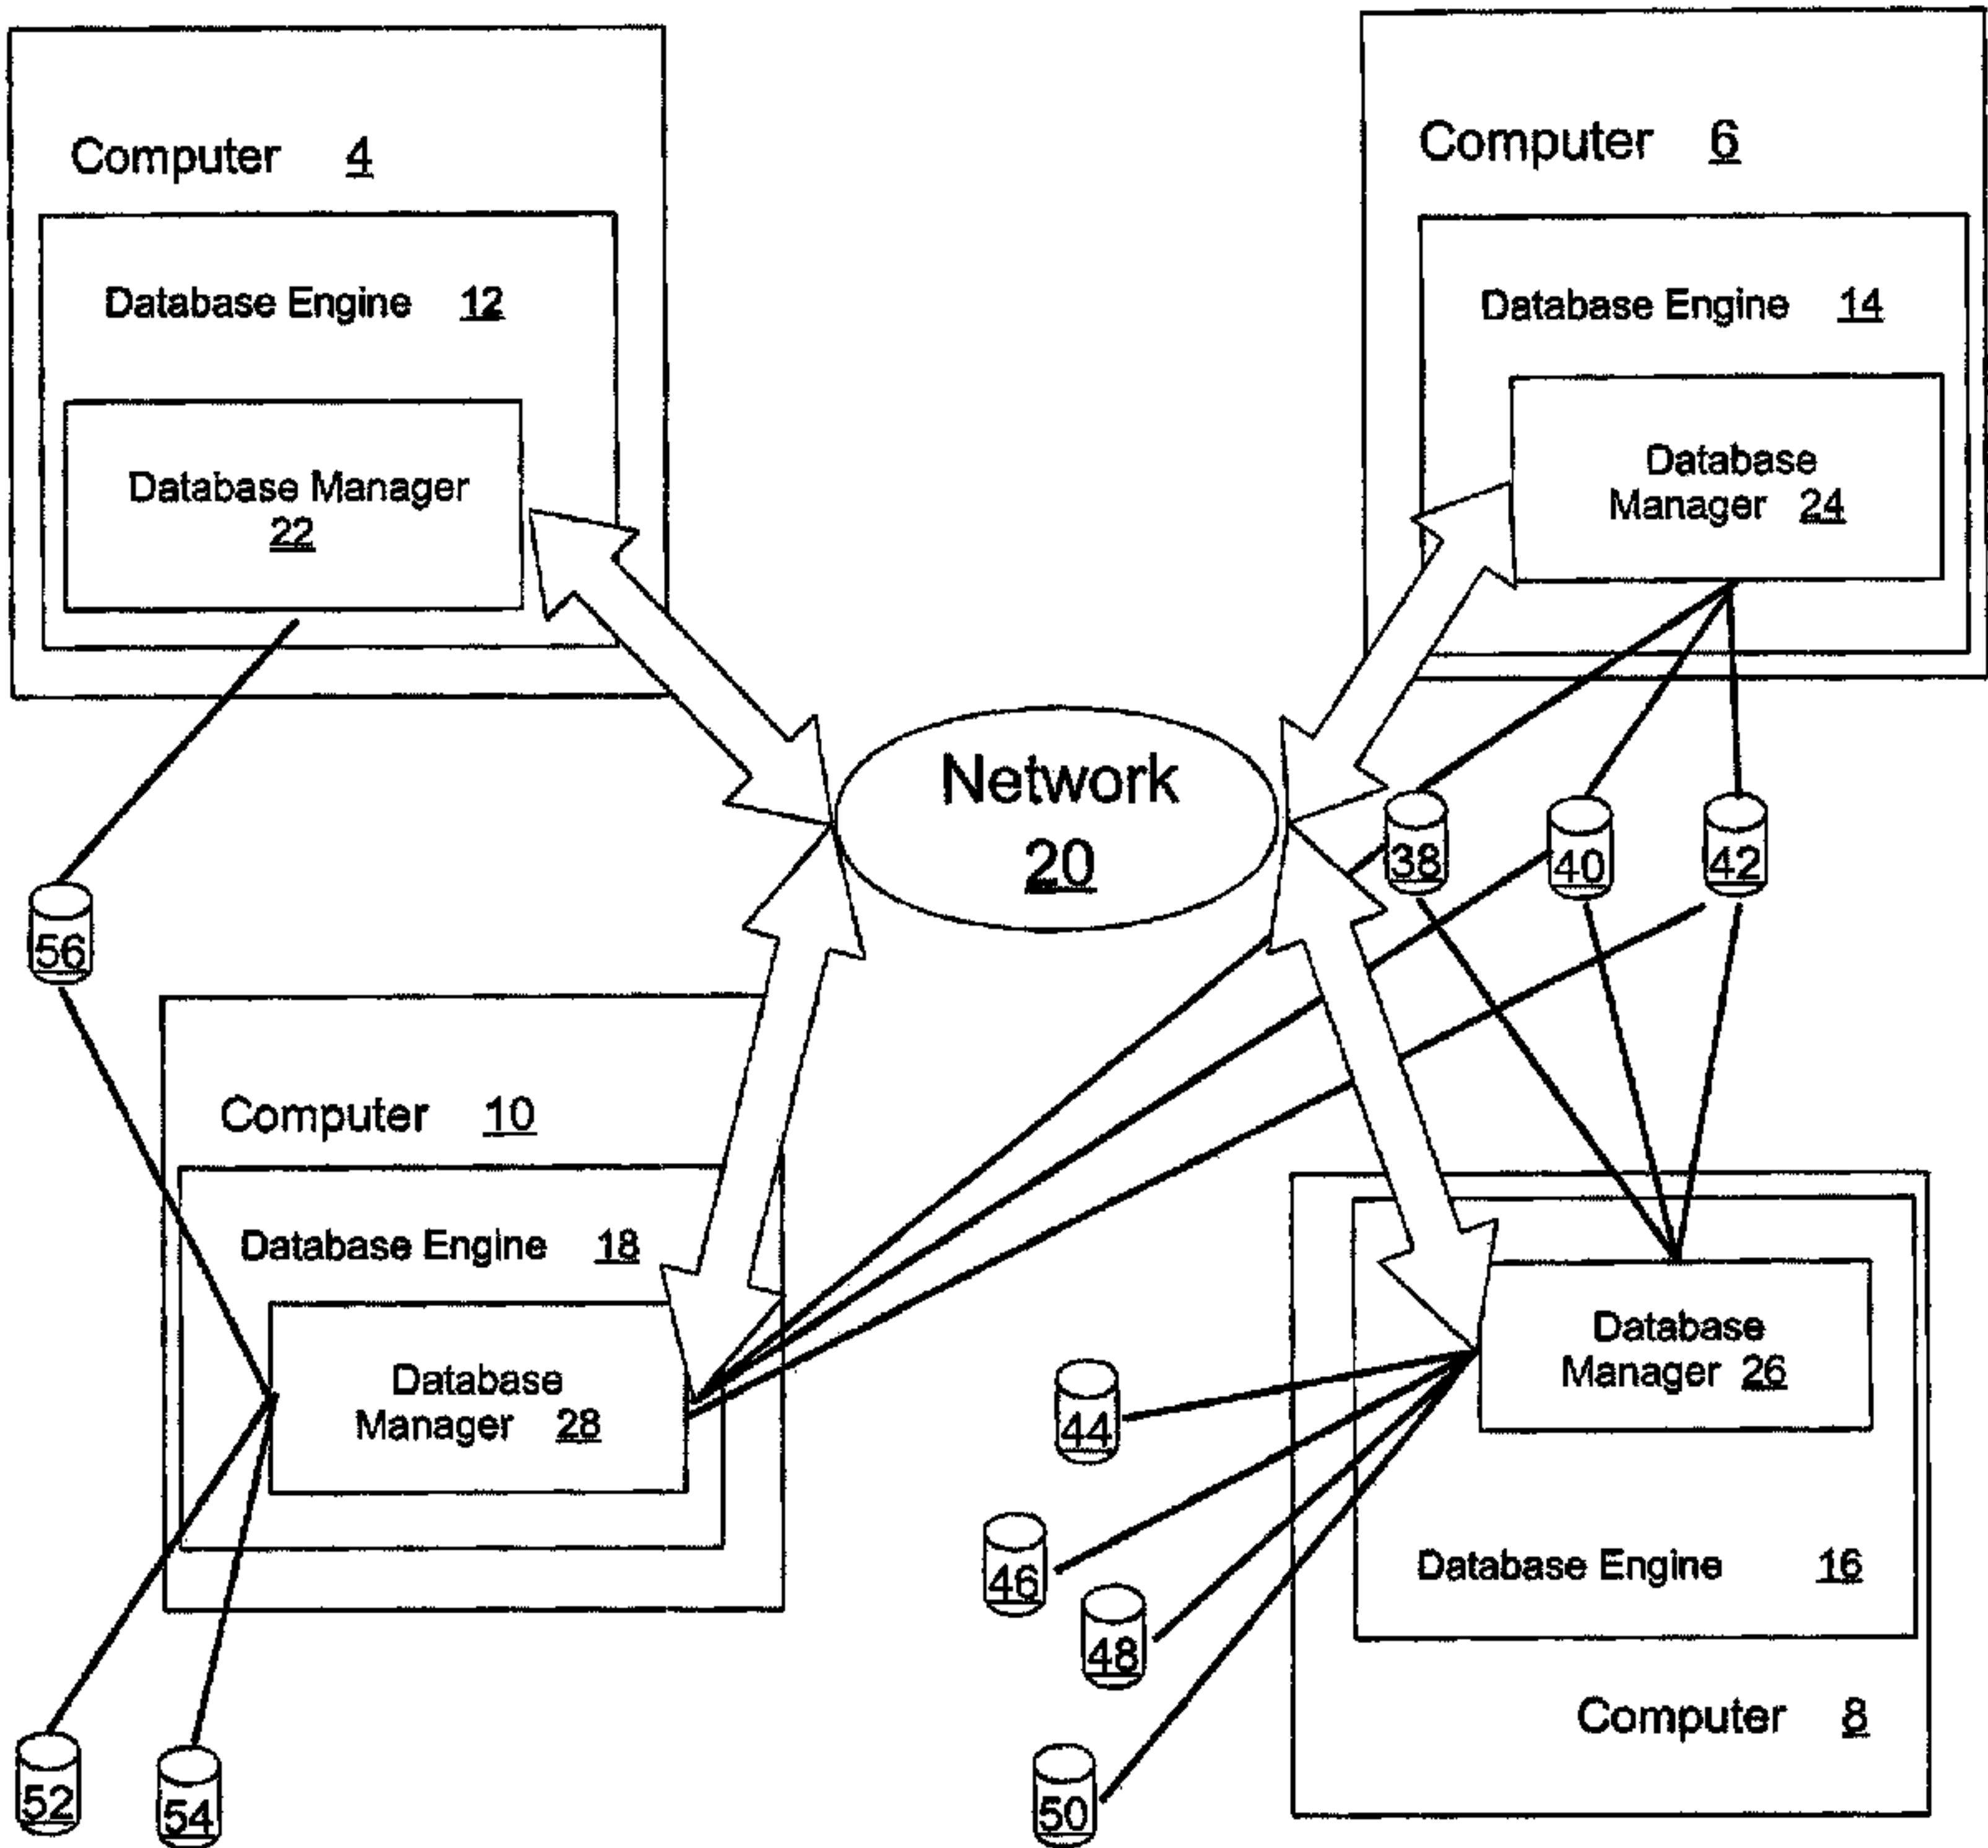 Computer 4
Database Engine 12
Database Manager
22
Computer 6
Database Engine 14
Database
Manager 24
Network
20
38
40
42
56
Computer 10
Database Engine 18
Database
Manager 28
Database
Manager 26
Database Engine 16
Computer 8
44
46
48
50
52
54